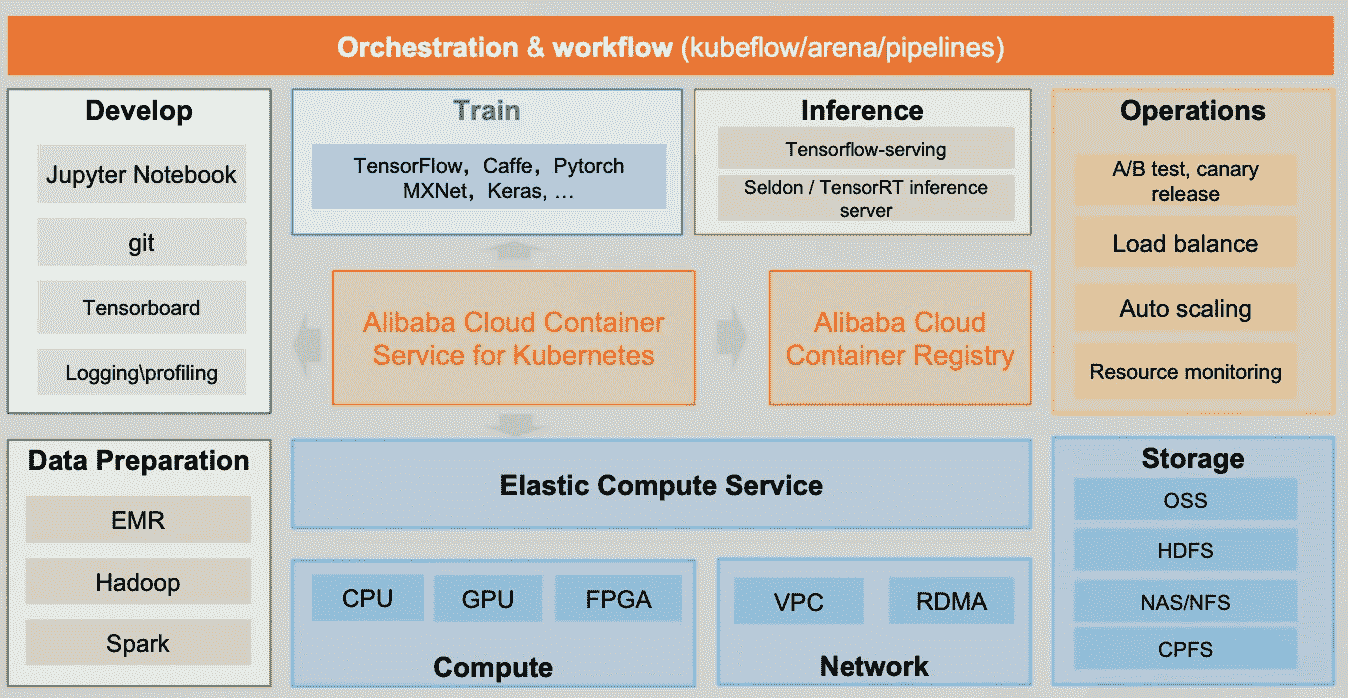 Orchestration & workflow (kubeflow/arena/pipelines)
Develop
Jupyter Notebook
git
Tensorboard
Logging\profiling
Train
TensorFlow，Caffe，Pytorch
MXNet，Keras, ...
Inference
Tensorflow-serving
Seldon / TensorRT inference
server
Operations
A/B test, canary
release
Load balance
Auto scaling
Resource monitoring
Alibaba Cloud Container
Service for Kubernetes
Alibaba Cloud
Container Registry
Data Preparation
EMR
Hadoop
Spark
Elastic Compute Service
CPU
GPU
FPGA
Compute
VPC
RDMA
Network
Storage
OSS
HDFS
NAS/NFS
CPFS